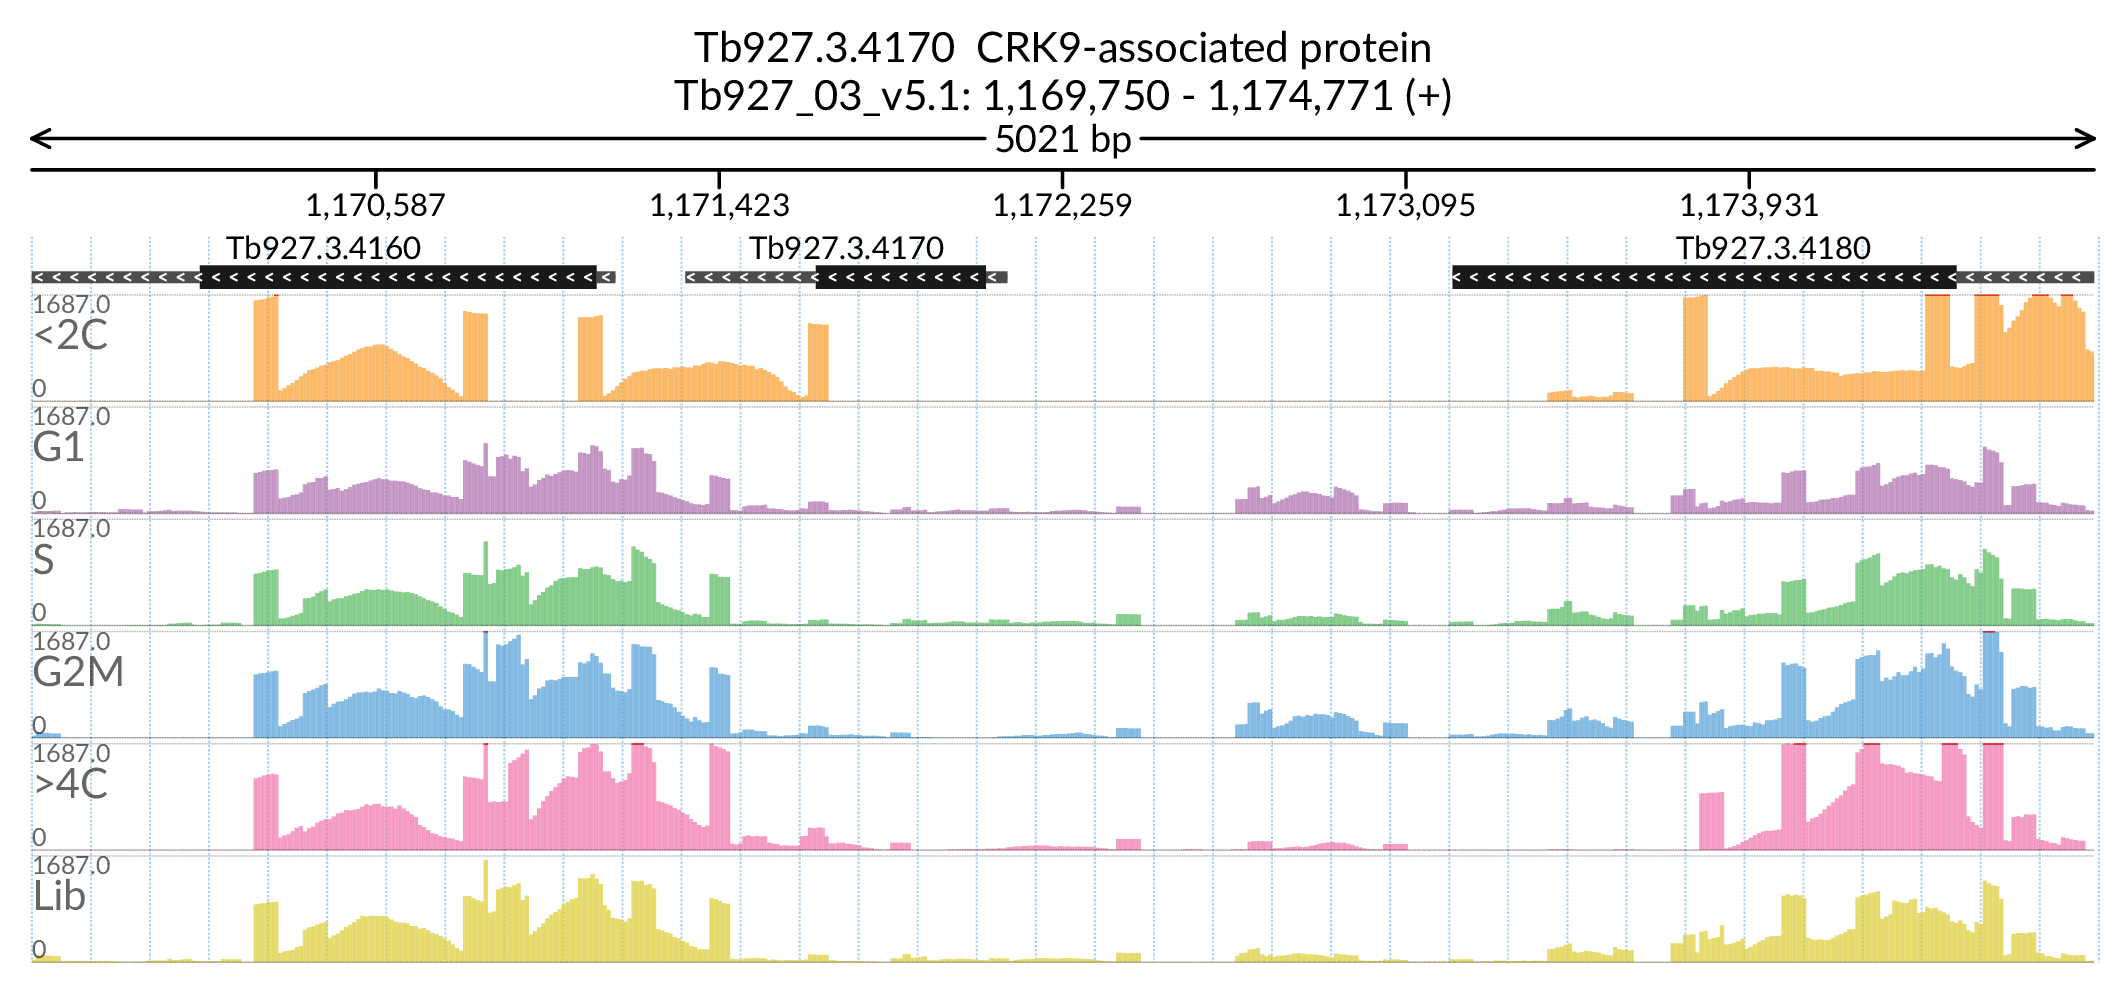 Tb927.3.4170  CRK9-associated protein
Tb927_03_v5.1: 1,169,750 - 1,174,771 (+)
5021 bp
1,170,587 1,171,423 1,172,259 1,173,095 1,173,931
Tb927.3.4160 Tb927.3.4170 Tb927.3.4180
1687.0
<2C
0
1687.0
G1
0
1687.0
S
0
1687.0
G2M
0
1687.0
>4C
0
1687.0
Lib
0